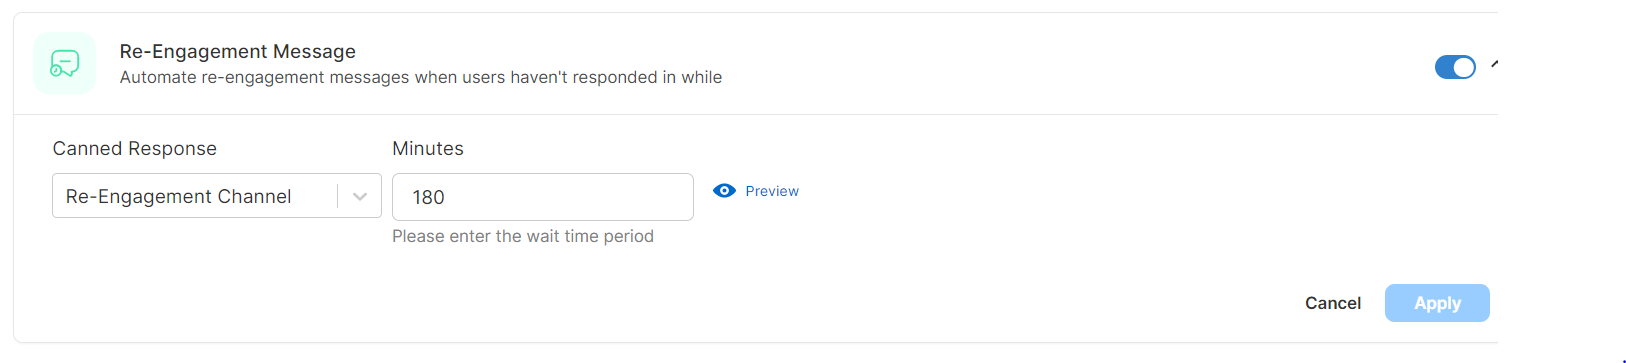 Re-Engagement Message
Automate re-engagement messages when users haven't responded in while
Canned Response
Minutes
Re-Engagement Channel
180
Preview
Please enter the wait time period
Cancel
Apply